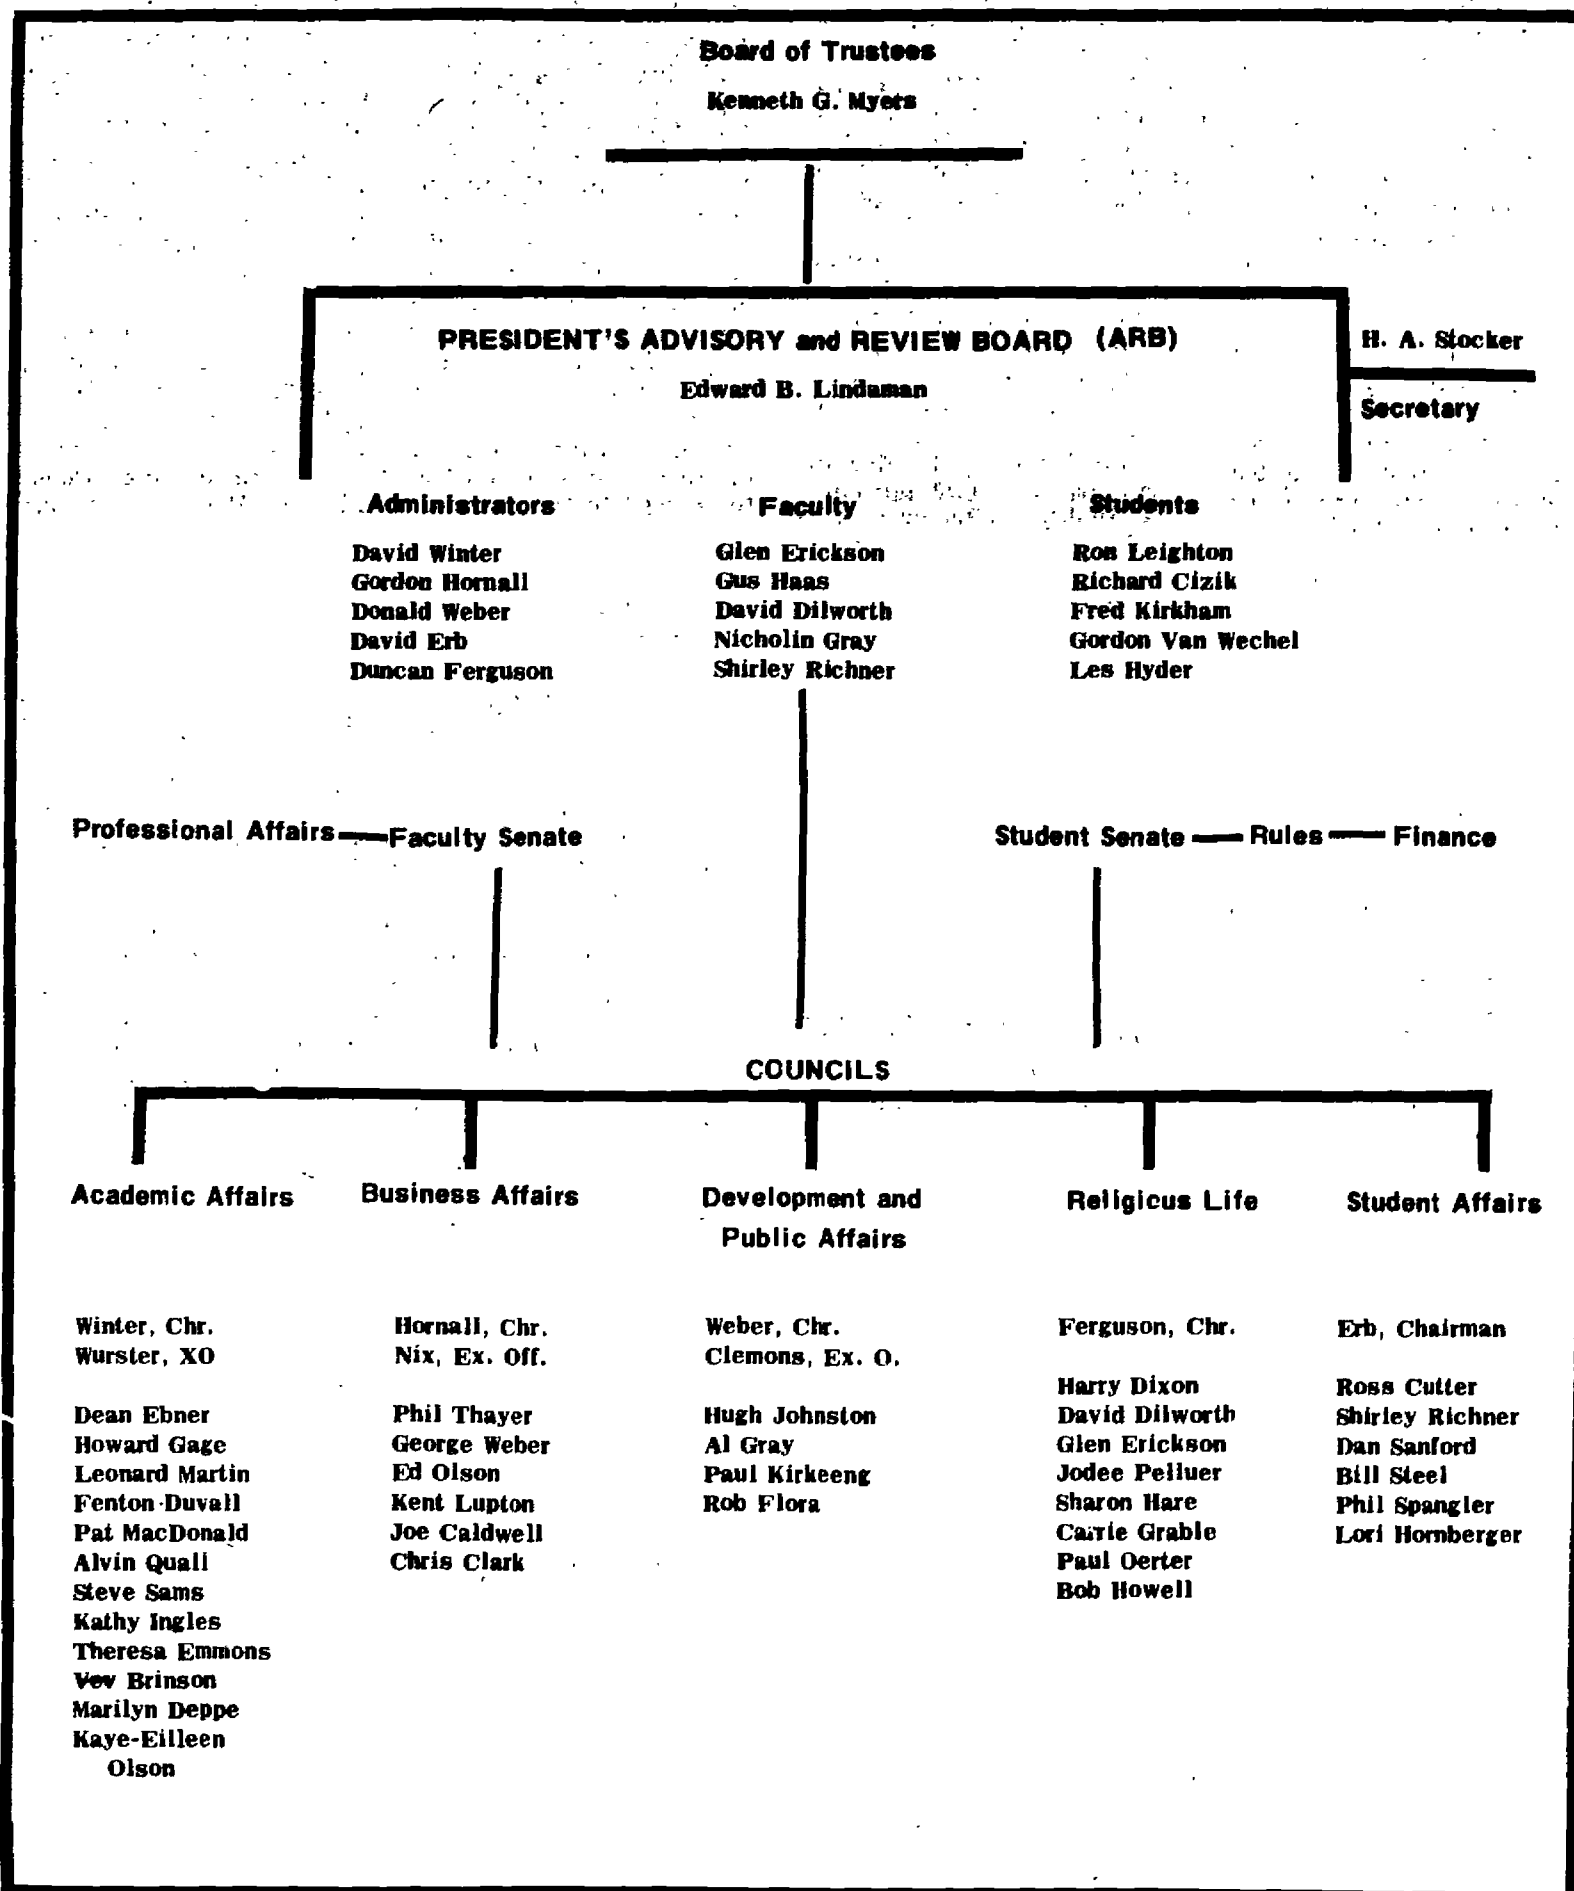 Board of Trustees
Kenneth G. Myers
PRESIDENT'S ADVISORY and REVIEW BOARD (ARB)
Edward B. Lindaman
H. A. Stocker
Secretary
Administrators
David Winter
Gordon Hornall
Donald Weber
David Erb
Duncan Ferguson
Faculty
Glen Erickson
Gus Haas
David Dilworth
Nicholin Gray
Shirley Richner
Students
Ron Leighton
Richard Cizik
Fred Kirkham
Gordon Van Wechel
Les Hyder
Professional Affairs — Faculty Senate
Student Senate — Rules — Finance
COUNCILS
Academic Affairs
Winter, Chr.
Wurster, XO
Dean Ebner
Howard Gage
Leonard Martin
Fenton Duvall
Pat MacDonald
Alvin Quall
Steve Sams
Kathy Ingles
Theresa Emmons
Vev Brinson
Marilyn Deppe
Kaye-Eilleen
Olson
Business Affairs
Hornall, Chr.
Nix, Ex. Off.
Phil Thayer
George Weber
Ed Olson
Kent Lupton
Joe Caldwell
Chris Clark
Development and
Public Affairs
Weber, Chr.
Clemons, Ex. O.
Hugh Johnston
Al Gray
Paul Kirkeeng
Rob Flora
Religious Life
Ferguson, Chr.
Harry Dixon
David Dilworth
Glen Erickson
Jodee Pelluer
Sharon Hare
Carrie Grable
Paul Oerter
Bob Howell
Student Affairs
Erb, Chairman
Ross Cutter
Shirley Richner
Dan Sanford
Bill Steel
Phil Spangler
Lori Hornberger